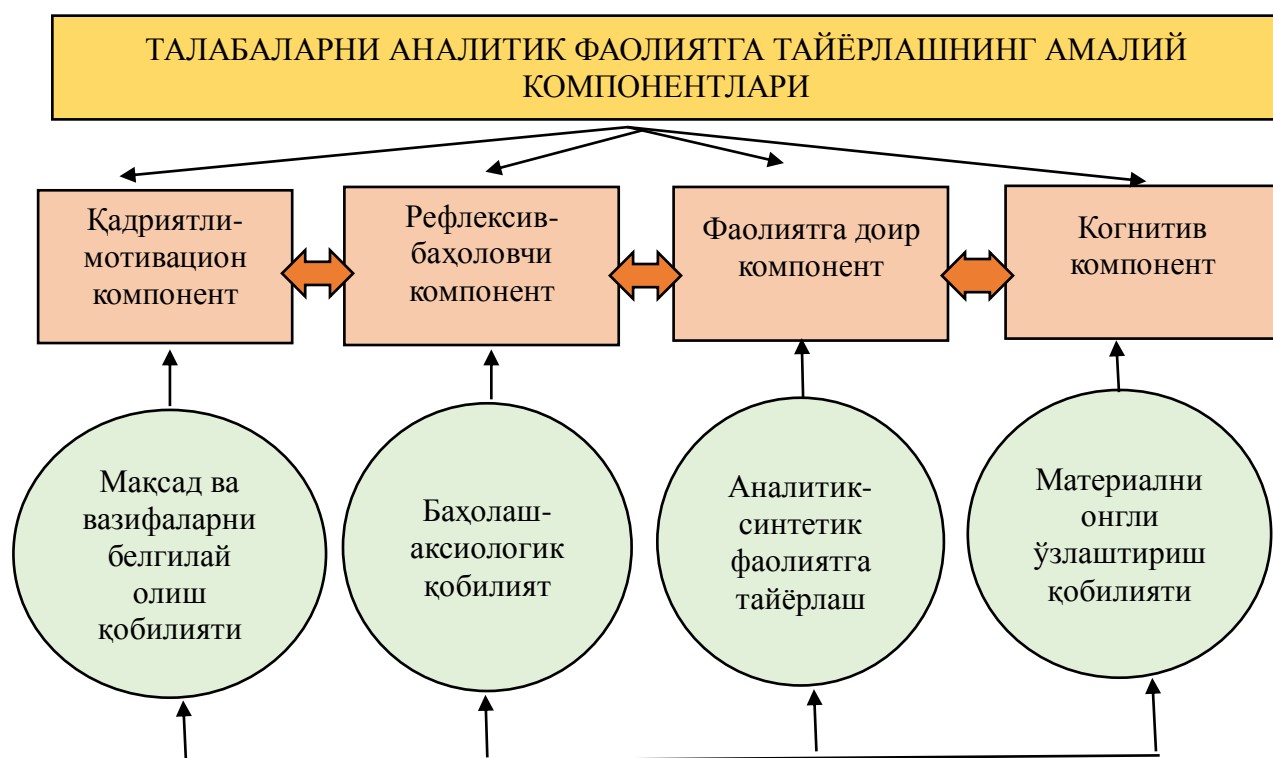 ТАЛАБАЛАРНИ АНАЛИТИК ФАОЛИЯТГА ТАЙЁРЛАШНИНГ АМАЛИЙ
КОМПОНЕНТЛАРИ
Қадриятли-
мотивацион
компонент
Рефлексив-
баҳоловчи
компонент
Фаолиятга доир
компонент
Когнитив
компонент
Мақсад ва
вазифаларни
белгилай
олиш
қобилияти
Баҳолаш-
аксиологик
қобилият
Аналитик-
синтетик
фаолиятга
тайёрлаш
Материални
онгли
ўзлаштириш
қобилияти